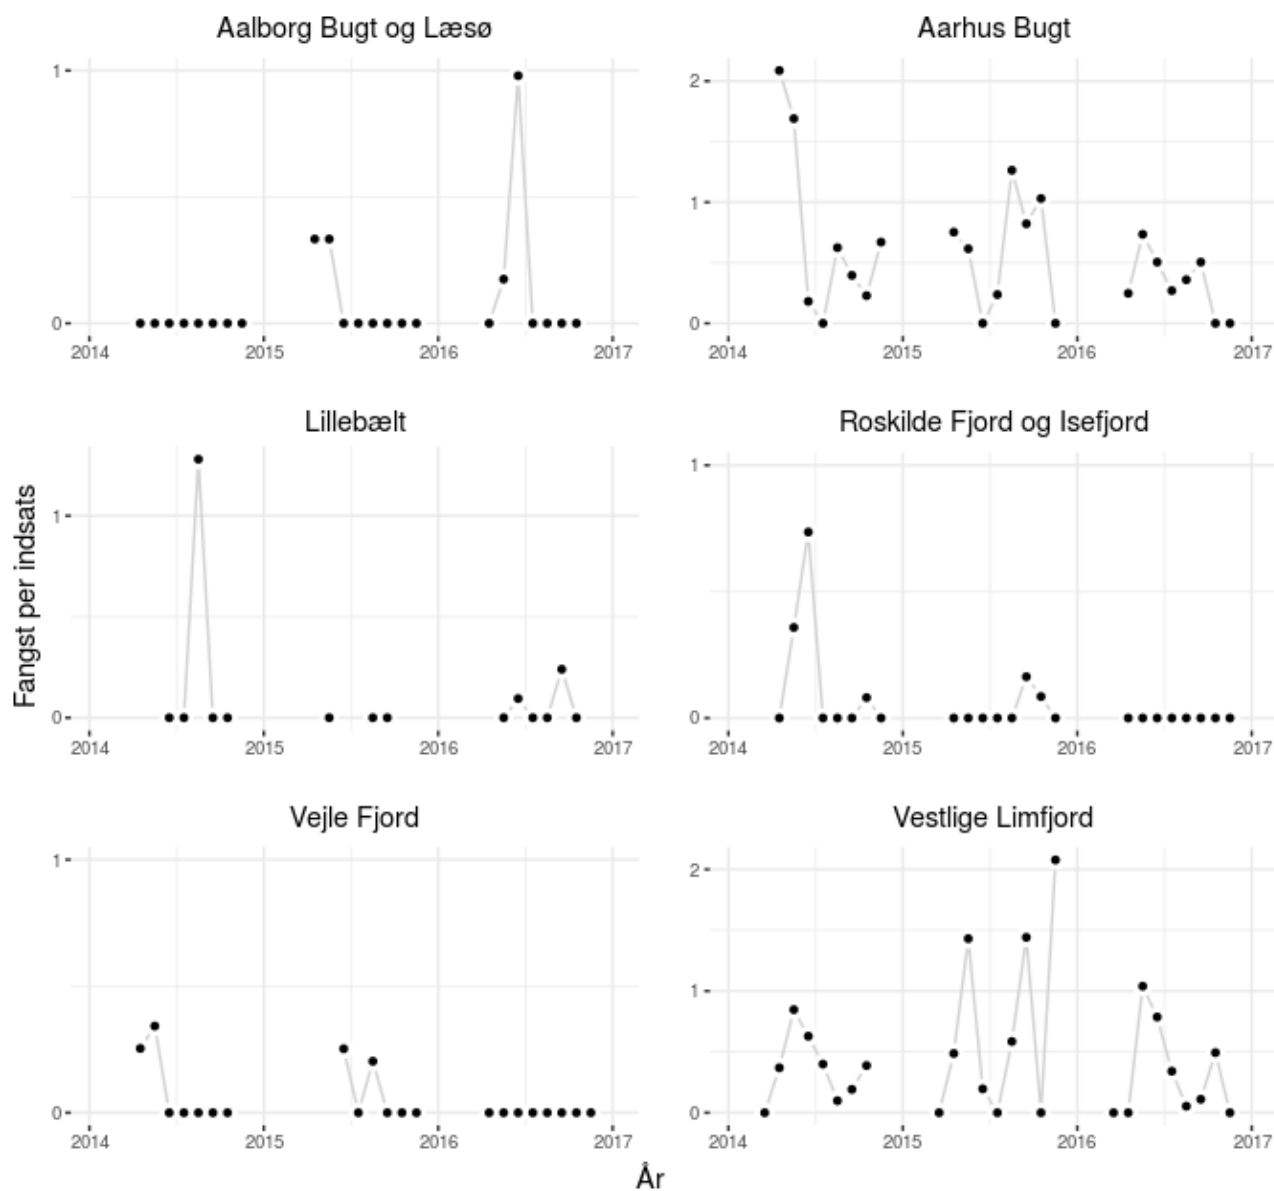 Aalborg Bugt og Læsø
Aarhus Bugt
1
0
2014 2015 2016 2017
2
1
0
2014 2015 2016 2017
Fangst per indsats
Lillebælt
Roskilde Fjord og Isefjord
1
0
2014 2015 2016 2017
1
0
2014 2015 2016 2017
Vejle Fjord
Vestlige Limfjord
1
0
2014 2015 2016 2017
2
1
0
2014 2015 2016 2017
År